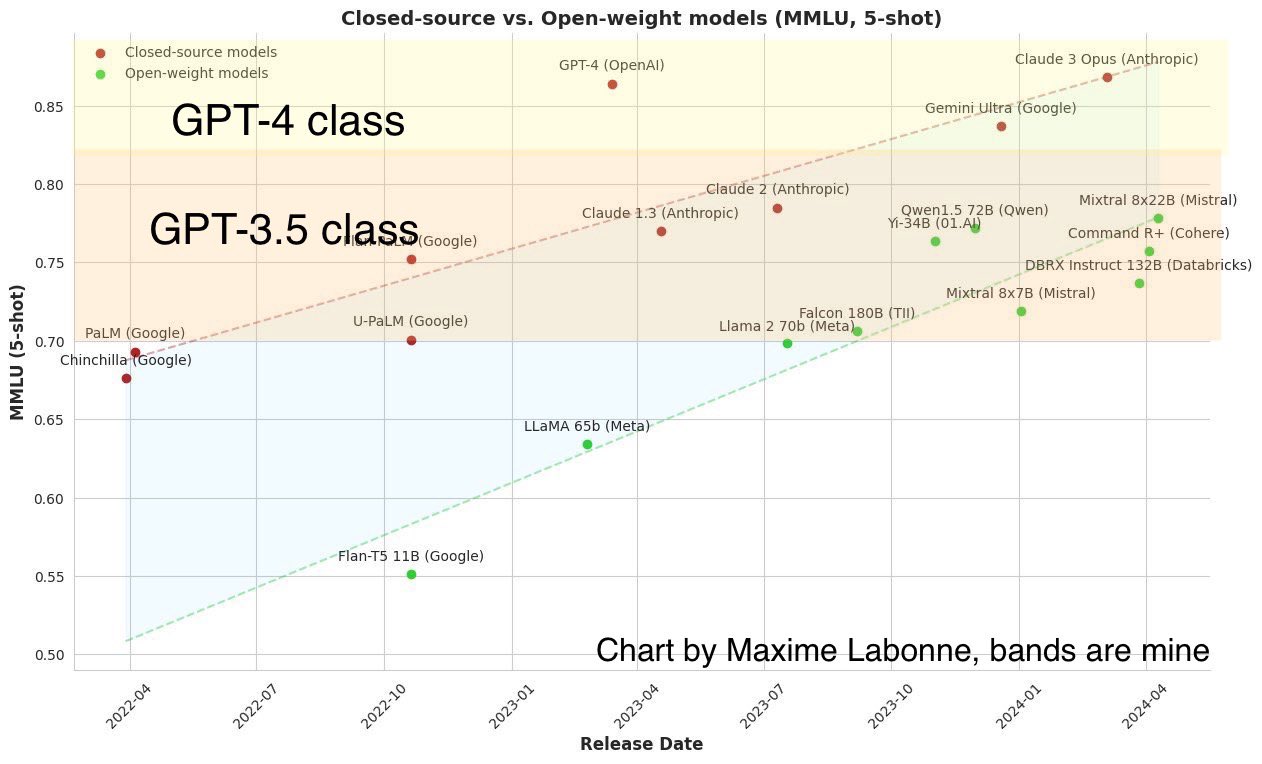 Closed-source vs. Open-weight models (MMLU, 5-shot)
Closed-source models
Open-weight models
GPT-4 (OpenAI)
Claude 3 Opus (Anthropic)
Gemini Ultra (Google)
GPT-4 class
Claude 2 (Anthropic)
Mixtral 8x22B (Mistral)
Claude 1.3 (Anthropic)
Qwen1.5 72B (Qwen)
Yi-34B (01.AI)
GPT-3.5 class
Flan-PaLM (Google)
Command R+ (Cohere)
DBRX Instruct 132B (Databricks)
Mixtral 8x7B (Mistral)
PaLM (Google)
U-PaLM (Google)
Falcon 180B (TII)
Llama 2 70b (Meta)
Chinchilla (Google)
LLaMA 65b (Meta)
Flan-T5 11B (Google)
Chart by Maxime Labonne, bands are mine
MMLU (5-shot)
0.85
0.80
0.75
0.70
0.65
0.60
0.55
0.50
2022-04
2022-07
2022-10
2023-01
2023-04
2023-07
2023-10
2024-01
2024-04
Release Date